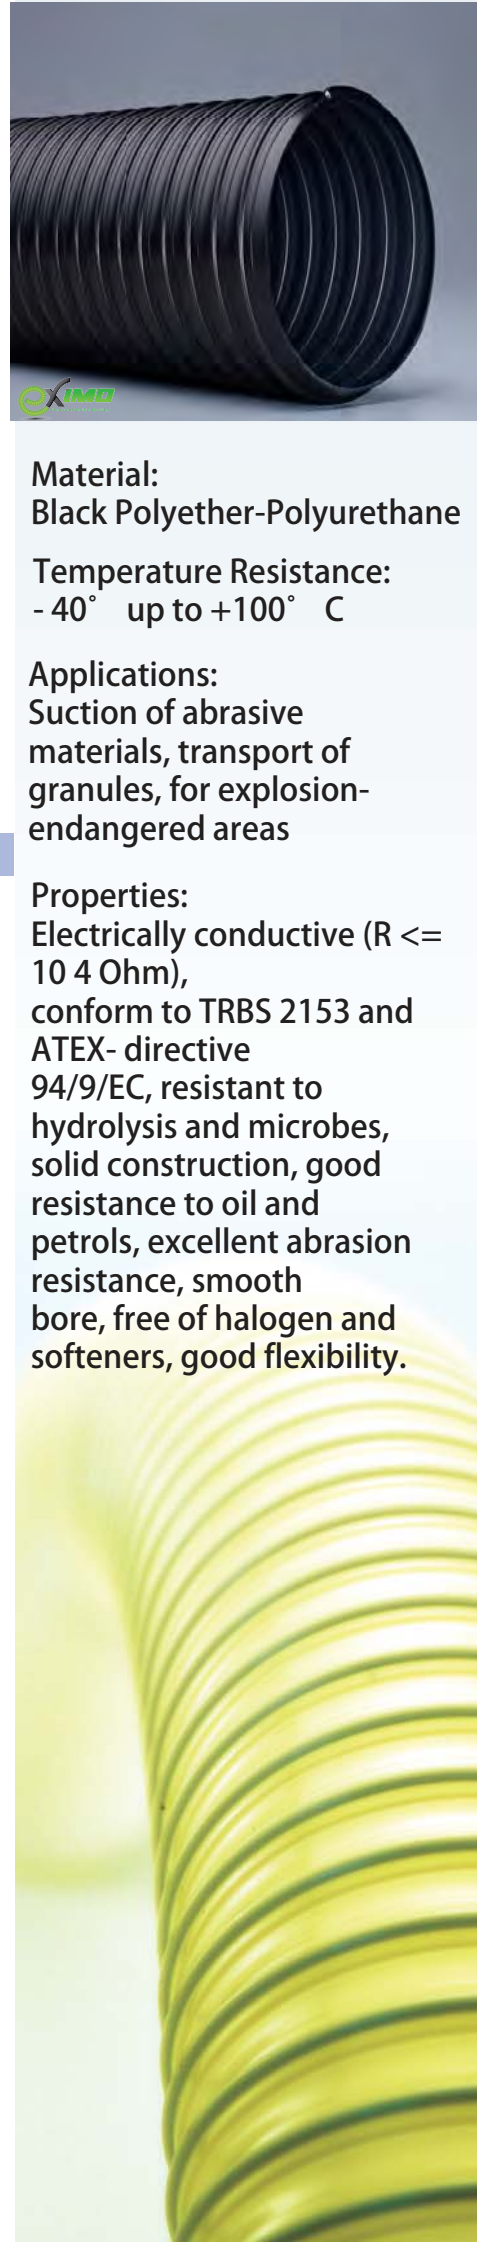 eXIMO
Material:
Black Polyether-Polyurethane
Temperature Resistance:
- 40° up to +100° C
Applications:
Suction of abrasive
materials, transport of
granules, for explosion-
endangered areas
Properties:
Electrically conductive (R <=
10 4 Ohm),
conform to TRBS 2153 and
ATEX- directive
94/9/EC, resistant to
hydrolysis and microbes,
solid construction, good
resistance to oil and
petrols, excellent abrasion
resistance, smooth
bore, free of halogen and
softeners, good flexibility.